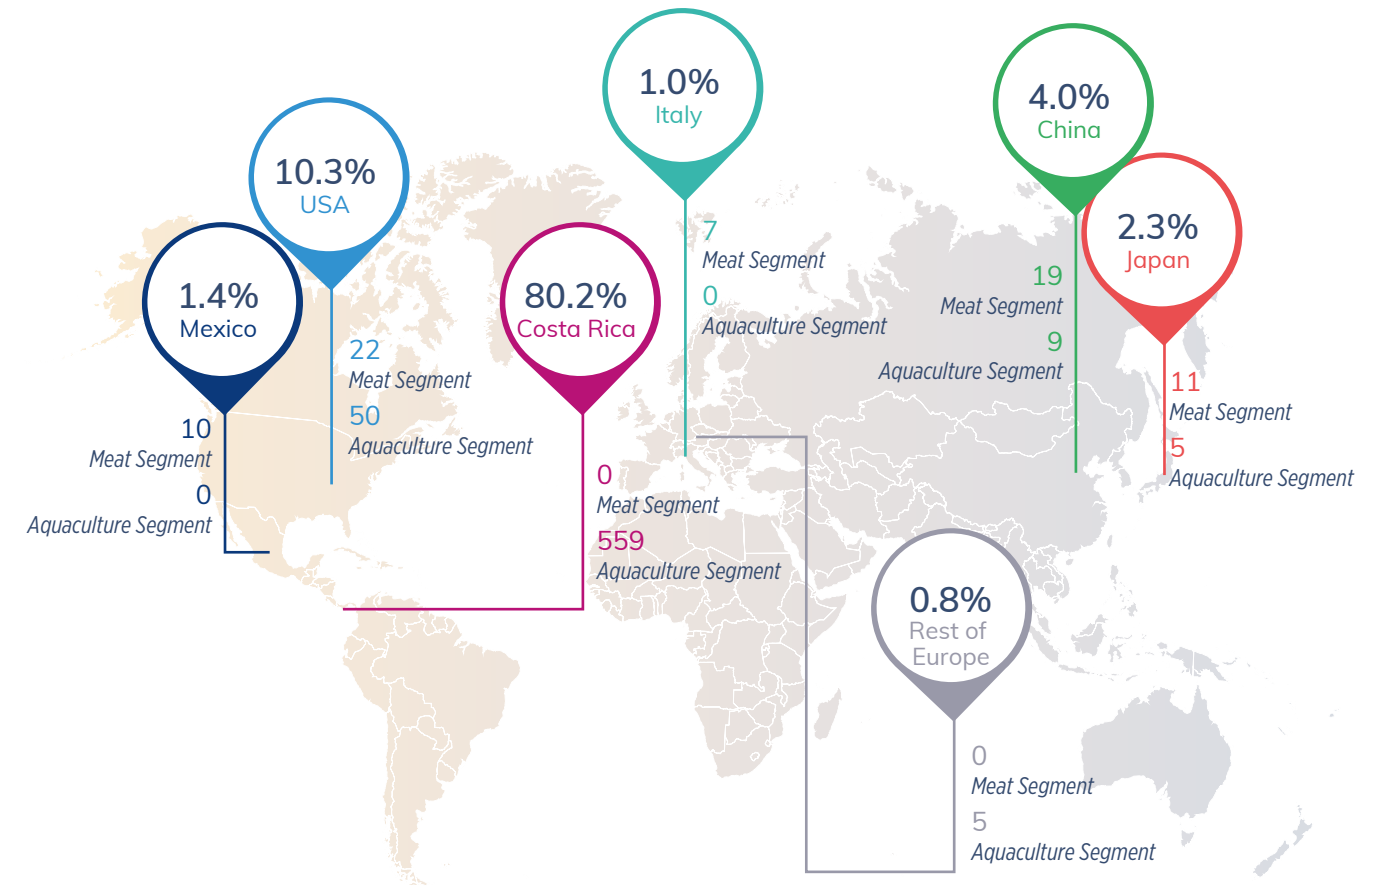 1.0%
Italy
7
Meat Segment
0
Aquaculture Segment
4.0%
China
19
Meat Segment
9
Aquaculture Segment
10.3%
USA
22
Meat Segment
50
Aquaculture Segment
2.3%
Japan
11
Meat Segment
5
Aquaculture Segment
1.4%
Mexico
10
Meat Segment
0
Aquaculture Segment
80.2%
Costa Rica
0
Meat Segment
559
Aquaculture Segment
0.8%
Rest of
Europe
0
Meat Segment
5
Aquaculture Segment